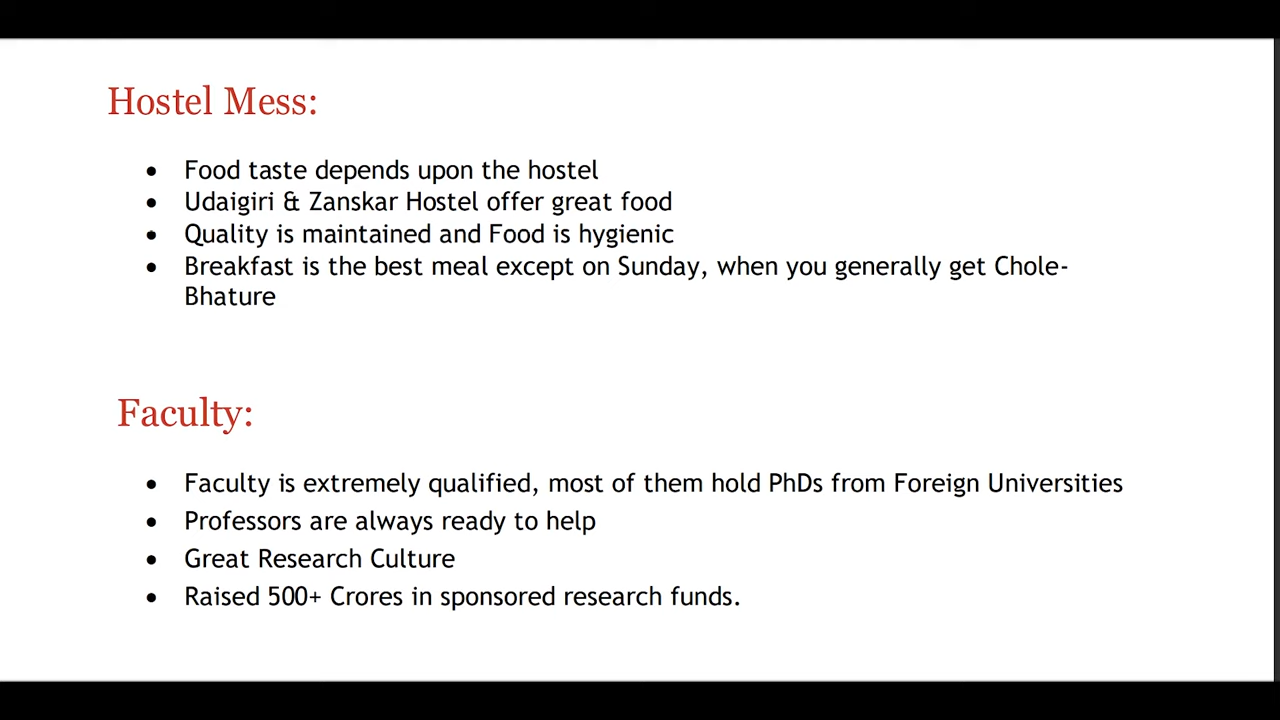 Hostel Mess:
• Food taste depends upon the hostel
• Udaigiri & Zanskar Hostel offer great food
• Quality is maintained and Food is hygienic
• Breakfast is the best meal except on Sunday, when you generally get Chole-
Bhature
Faculty:
• Faculty is extremely qualified, most of them hold PhDs from Foreign Universities
• Professors are always ready to help
• Great Research Culture
• Raised 500+ Crores in sponsored research funds.